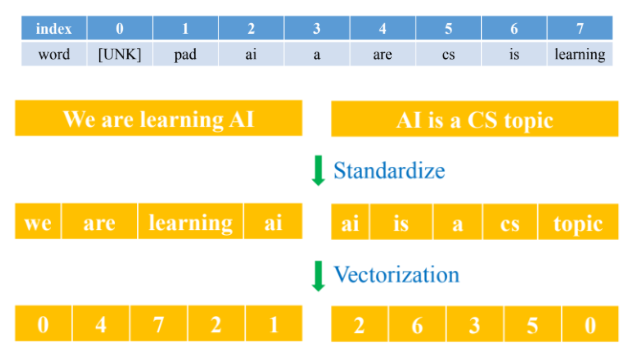 index 0 1 2 3 4 5 6 7
word [UNK] pad ai a are cs is learning
We are learning AI AI is a CS topic
Standardize
we are learning ai ai is a cs topic
Vectorization
0 4 7 2 1 2 6 3 5 0